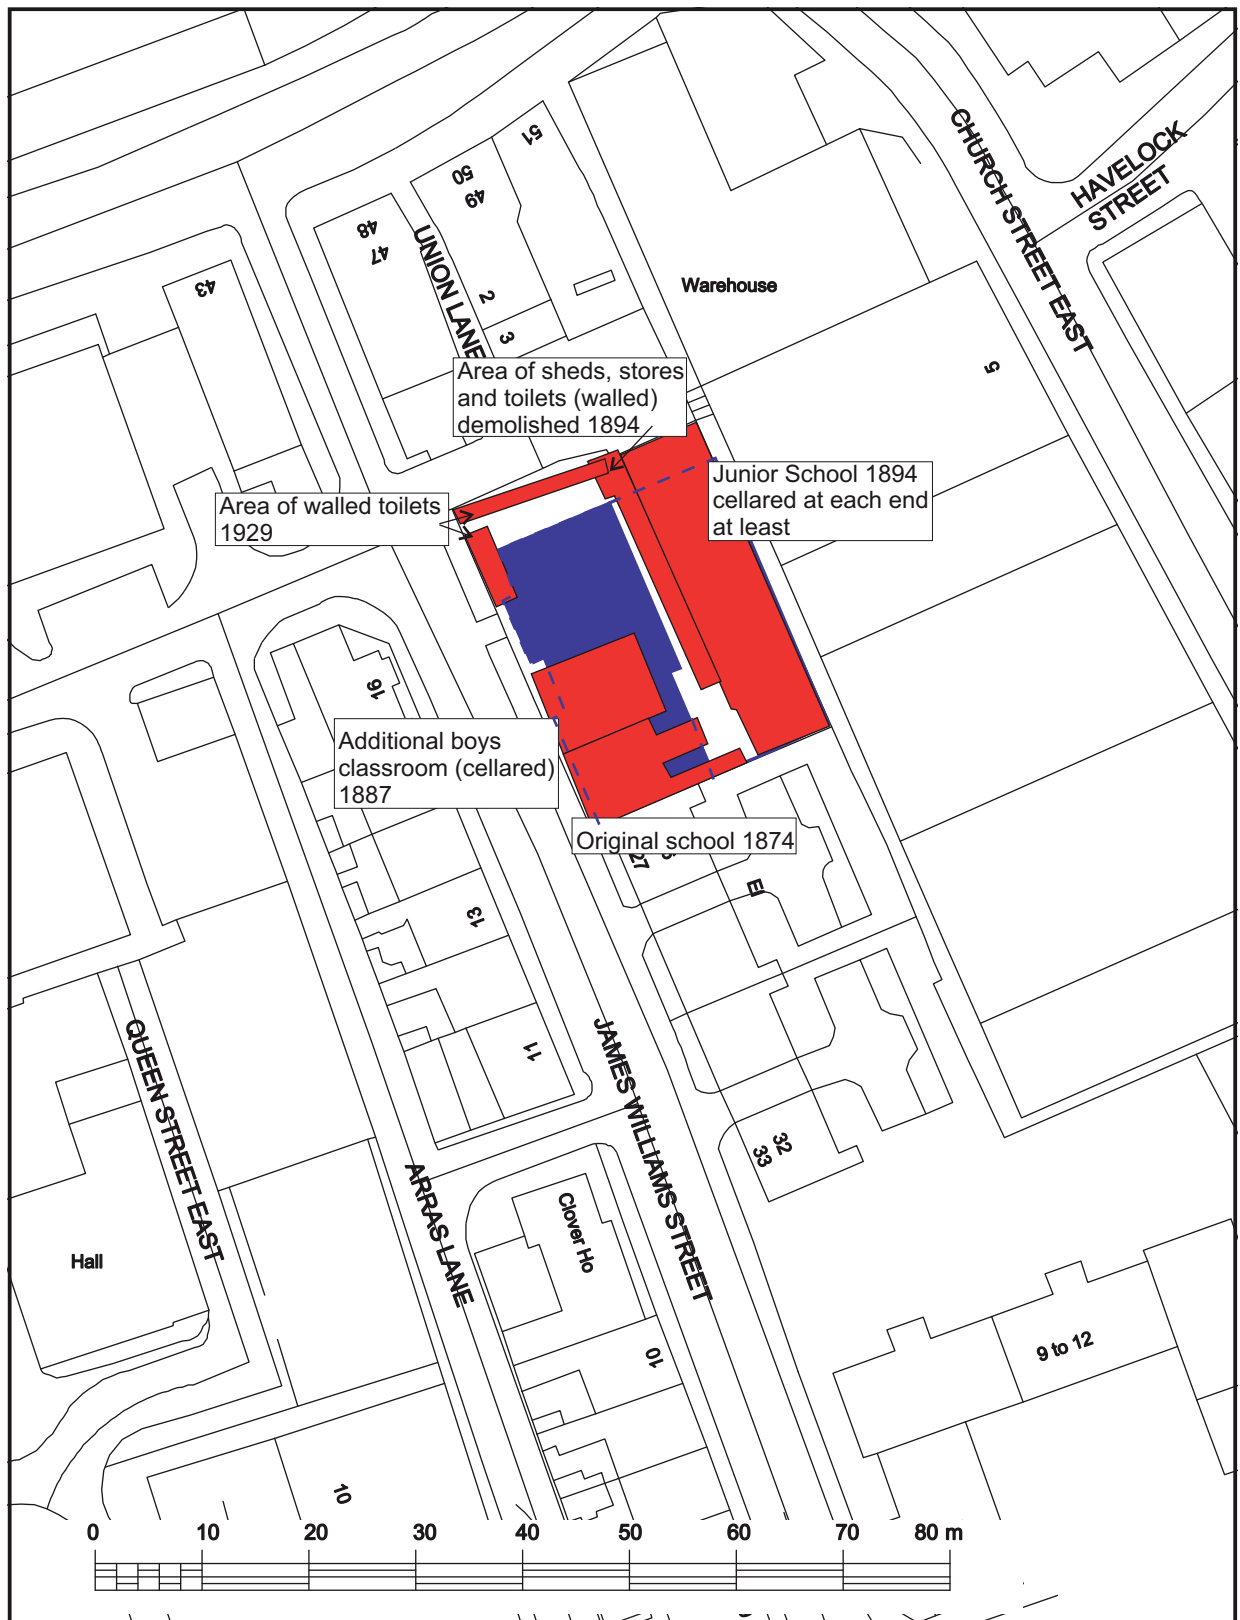 51
50
49
48
47
43
UNION LANE
2
3
CHURCH STREET EAST
HAVELOCK
STREET
Warehouse
5
Area of sheds, stores
and toilets (walled)
demolished 1894
Junior School 1894
cellared at each end
at least
Area of walled toilets
1929
16
Additional boys
classroom (cellared)
1887
Original school 1874
27
El
13
11
JAMES WILLIAMS STREET
QUEEN STREET EAST
ARRAS LANE
32
33
Clover Ho
Hall
10
9 to 12
10
0 10 20 30 40 50 60 70 80 m